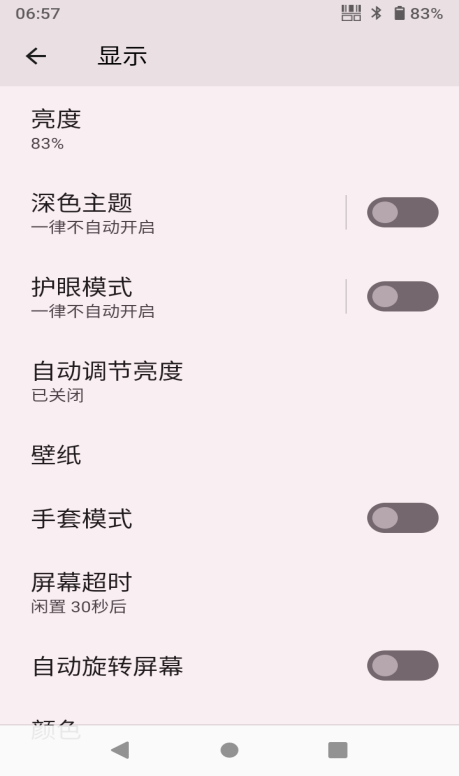 06:57
83%
显示
亮度
83%
深色主题
一律不自动开启
护眼模式
一律不自动开启
自动调节亮度
已关闭
壁纸
手套模式
屏幕超时
闲置 30秒后
自动旋转屏幕
颜色